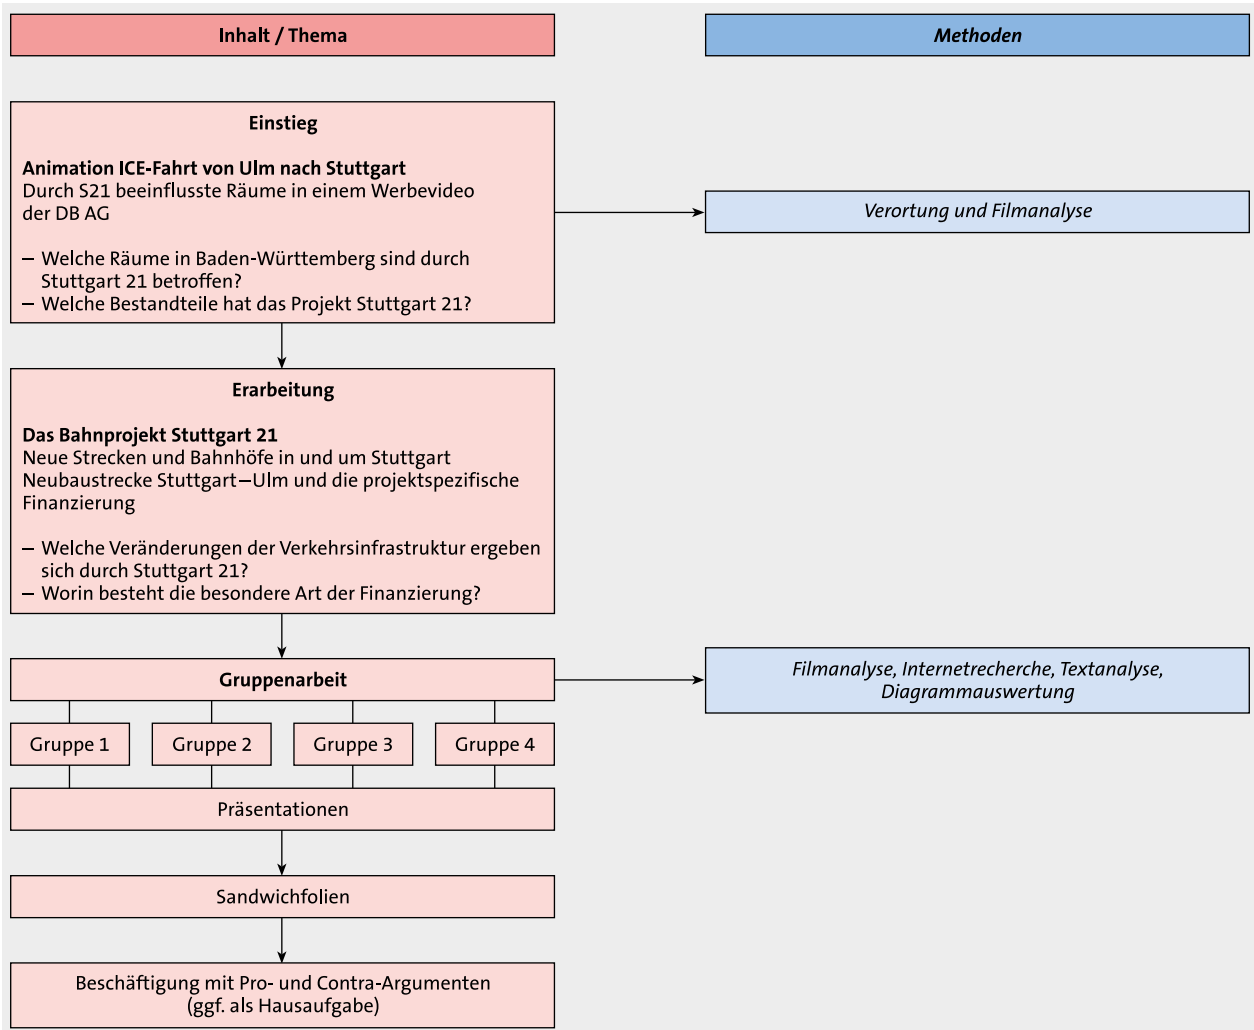 Inhalt / Thema
Methoden
Einstieg
Animation ICE-Fahrt von Ulm nach Stuttgart
Durch S21 beeinflusste Räume in einem Werbevideo
der DB AG
– Welche Räume in Baden-Württemberg sind durch
Stuttgart 21 betroffen?
– Welche Bestandteile hat das Projekt Stuttgart 21?
Verortung und Filmanalyse
Erarbeitung
Das Bahnprojekt Stuttgart 21
Neue Strecken und Bahnhöfe in und um Stuttgart
Neubaustrecke Stuttgart–Ulm und die projektspezifische
Finanzierung
– Welche Veränderungen der Verkehrsinfrastruktur ergeben
sich durch Stuttgart 21?
– Worin besteht die besondere Art der Finanzierung?
Gruppenarbeit
Filmanalyse, Internetrecherche, Textanalyse,
Diagrammauswertung
Gruppe 1
Gruppe 2
Gruppe 3
Gruppe 4
Präsentationen
Sandwichfolien
Beschäftigung mit Pro- und Contra-Argumenten
(ggf. als Hausaufgabe)